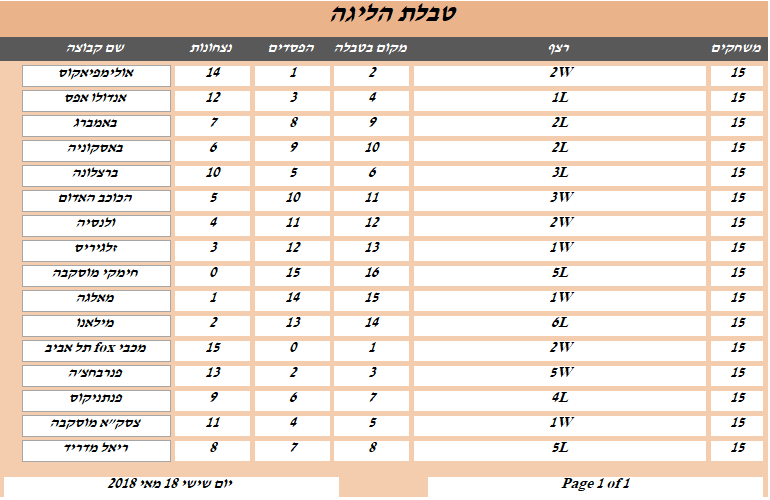 טבלת הליגה
שם קבוצה נצחונות הפסדים מקום בטבלה רצף משחקים
אולימפיאקוס 14 1 2 2W 15
אנדולו אפס 12 3 4 1L 15
באמברג 7 8 9 2L 15
באסקוניה 6 9 10 2L 15
ברצלונה 10 5 6 3L 15
הכוכב האדום 5 10 11 3W 15
ולנסיה 4 11 12 2W 15
זלגיריס 3 12 13 1W 15
חימקי מוסקבה 0 15 16 5L 15
מאלגה 1 14 15 1W 15
מילאנו 2 13 14 6L 15
מכבי fox תל אביב 15 0 1 2W 15
פנרבחצ'ה 13 2 3 5W 15
פנתניקוס 9 6 7 4L 15
צסק"א מוסקבה 11 4 5 1W 15
ריאל מדריד 8 7 8 5L 15
יום שישי 18 מאי 2018 Page 1 of 1